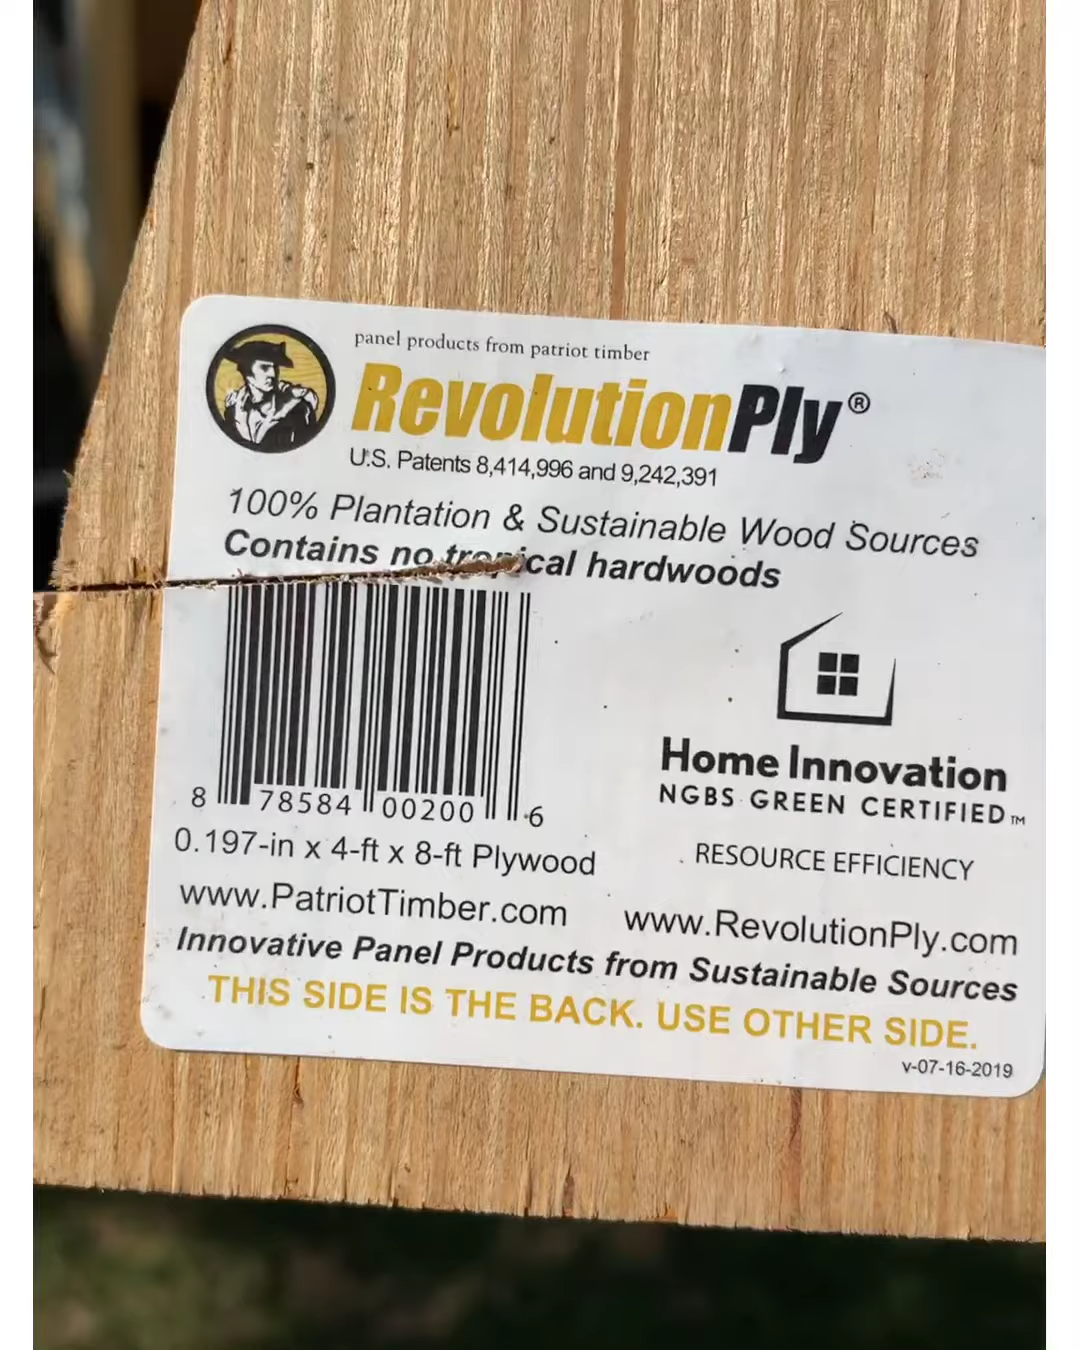 panel products from patriot timber
RevolutionPly®
U.S. Patents 8,414,996 and 9,242,391
100% Plantation & Sustainable Wood Sources
Contains no tropical hardwoods
8 78584 00200 6
0.197-in x 4-ft x 8-ft Plywood
Home Innovation
NGBS GREEN CERTIFIED™
RESOURCE EFFICIENCY
www.PatriotTimber.com www.RevolutionPly.com
Innovative Panel Products from Sustainable Sources
THIS SIDE IS THE BACK. USE OTHER SIDE.
v-07-16-2019